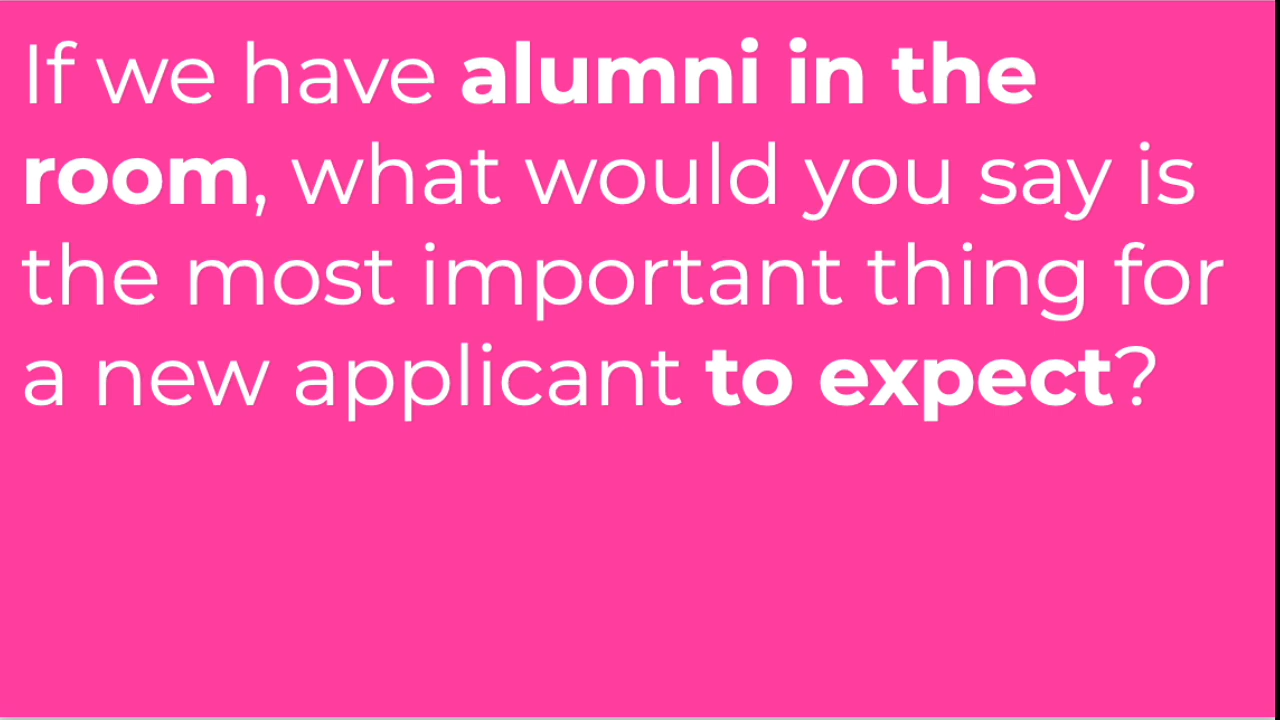 If we have alumni in the
room, what would you say is
the most important thing for
a new applicant to expect?